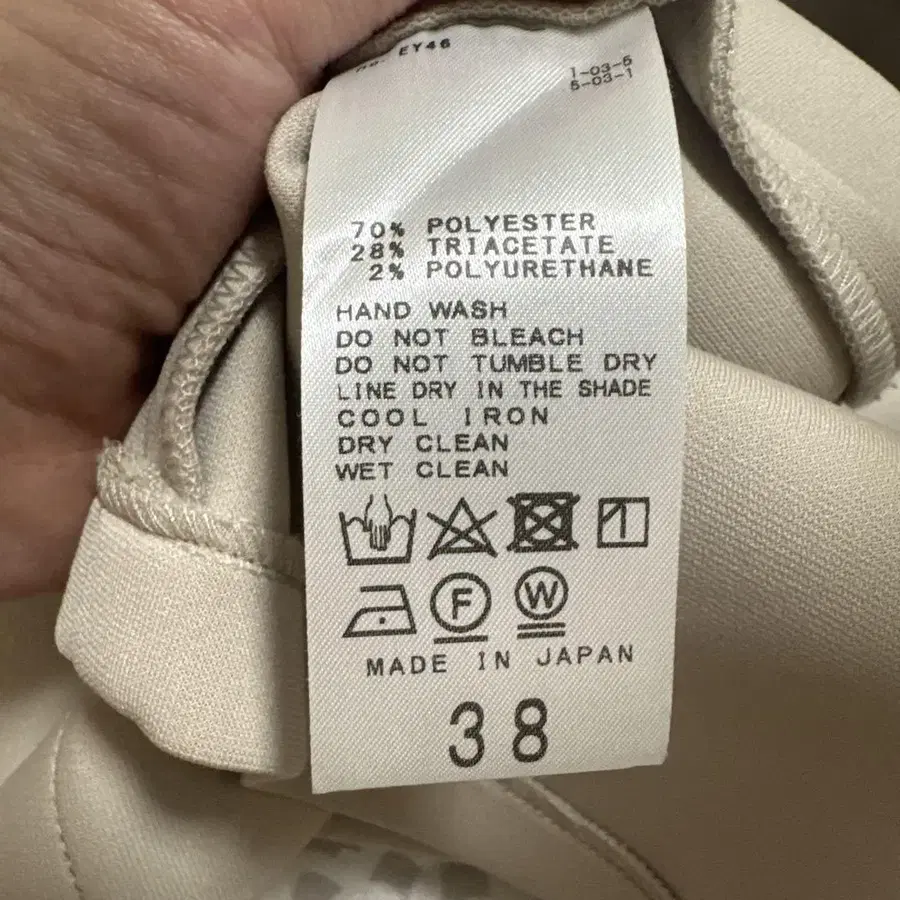 No. EY46
1-03-5
5-03-1
70% POLYESTER
28% TRIACETATE
2% POLYURETHANE
HAND WASH
DO NOT BLEACH
DO NOT TUMBLE DRY
LINE DRY IN THE SHADE
COOL IRON
DRY CLEAN
WET CLEAN
F W
MADE IN JAPAN
38